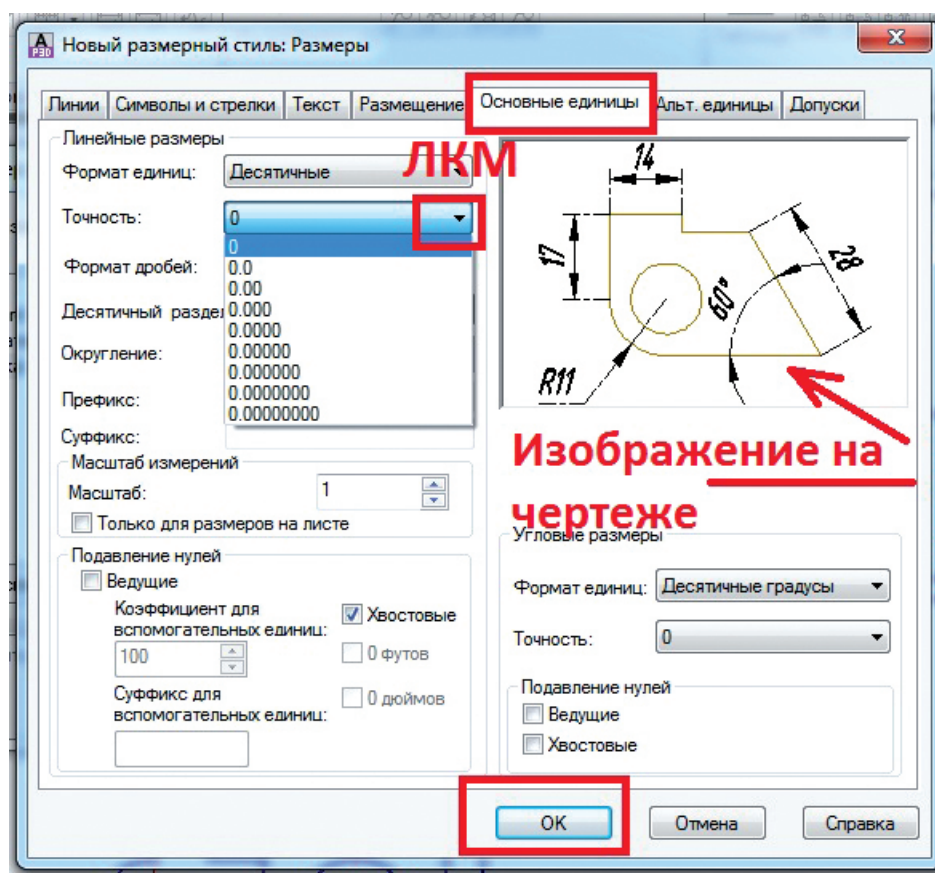 Новый размерный стиль: Размеры
Линии Символы и стрелки Текст Размещение Основные единицы Альт. единицы Допуски
Линейные размеры
ЛКМ
Формат единиц: Десятичные
Точность: 0
0
0.0
Формат дробей:
0.00
0.000
Десятичный
0.0000
0.00000
Округление:
0.000000
0.0000000
Префикс:
0.00000000
Суффикс:
Масштаб измерений
Масштаб: 1
Только для размеров на листе
Подавление нулей
Ведущие
Коэффициент для
вспомогательных единиц:
100
Хвостовые
0 футов
Суффикс для
вспомогательных единиц:
0 дюймов
14
17
28
60°
R11
Изображение на
чертеже
Угловые размеры
Формат единиц: Десятичные градусы
Точность: 0
Подавление нулей
Ведущие
Хвостовые
OK Отмена Справка